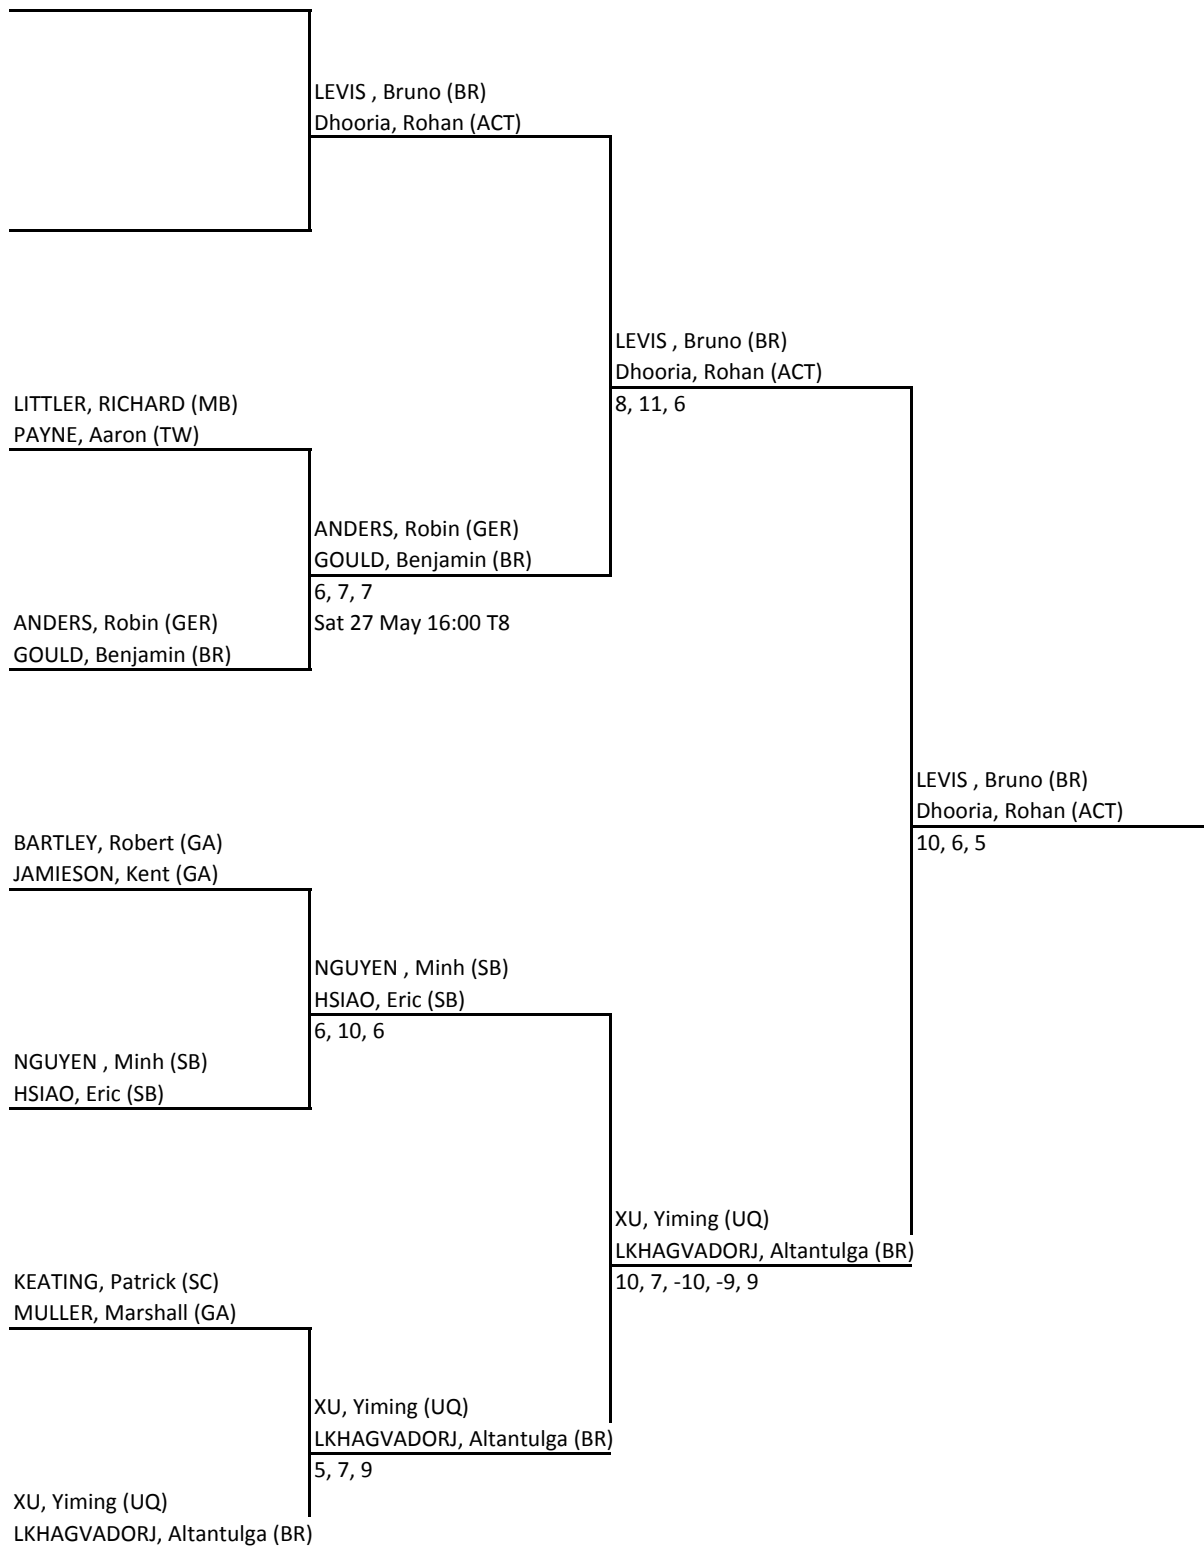 LEVIS , Bruno (BR)
Dhooria, Rohan (ACT)
LEVIS , Bruno (BR)
Dhooria, Rohan (ACT)
8, 11, 6
LITTLER, RICHARD (MB)
PAYNE, Aaron (TW)
ANDERS, Robin (GER)
GOULD, Benjamin (BR)
6, 7, 7
Sat 27 May 16:00 T8
ANDERS, Robin (GER)
GOULD, Benjamin (BR)
LEVIS , Bruno (BR)
Dhooria, Rohan (ACT)
10, 6, 5
BARTLEY, Robert (GA)
JAMIESON, Kent (GA)
NGUYEN , Minh (SB)
HSIAO, Eric (SB)
6, 10, 6
NGUYEN , Minh (SB)
HSIAO, Eric (SB)
XU, Yiming (UQ)
LKHAGVADORJ, Altantulga (BR)
10, 7, -10, -9, 9
KEATING, Patrick (SC)
MULLER, Marshall (GA)
XU, Yiming (UQ)
LKHAGVADORJ, Altantulga (BR)
5, 7, 9
XU, Yiming (UQ)
LKHAGVADORJ, Altantulga (BR)